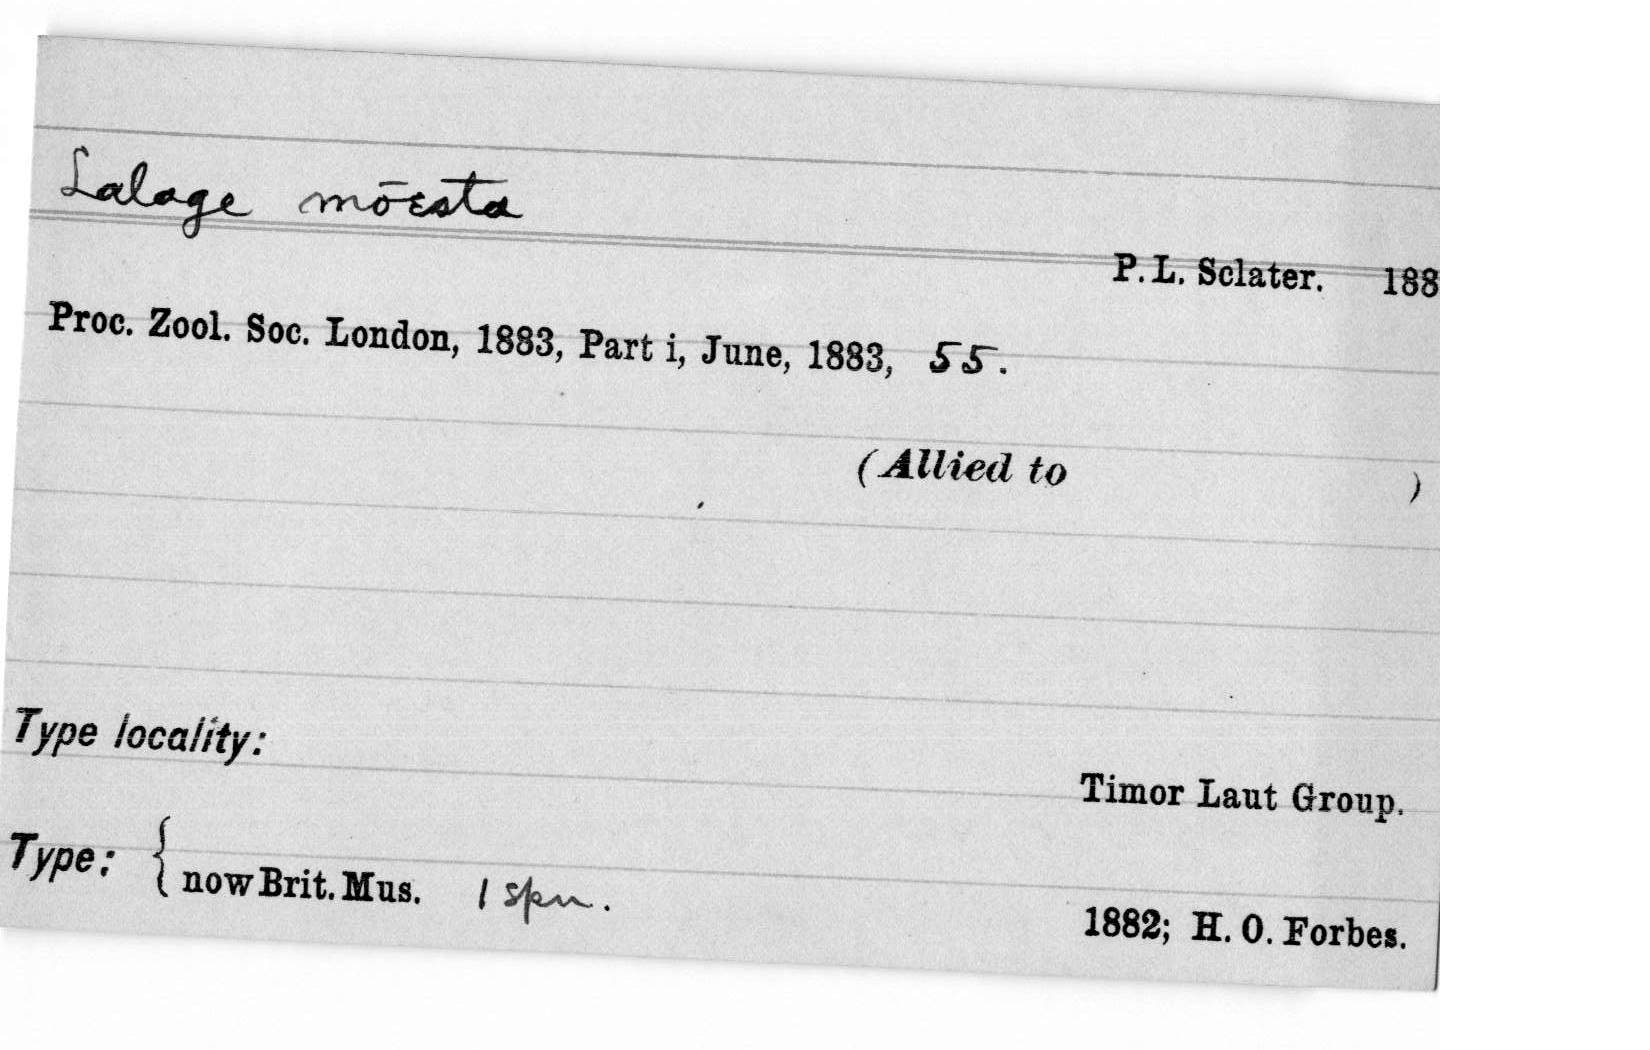 Lalage mōesta
P. L. Sclater. 188
Proc. Zool. Soc. London, 1883, Part i, June, 1883, 55.
(Allied to )
Type locality:
Timor Laut Group.
Type: { now Brit. Mus. 1 spn.
1882; H. O. Forbes.